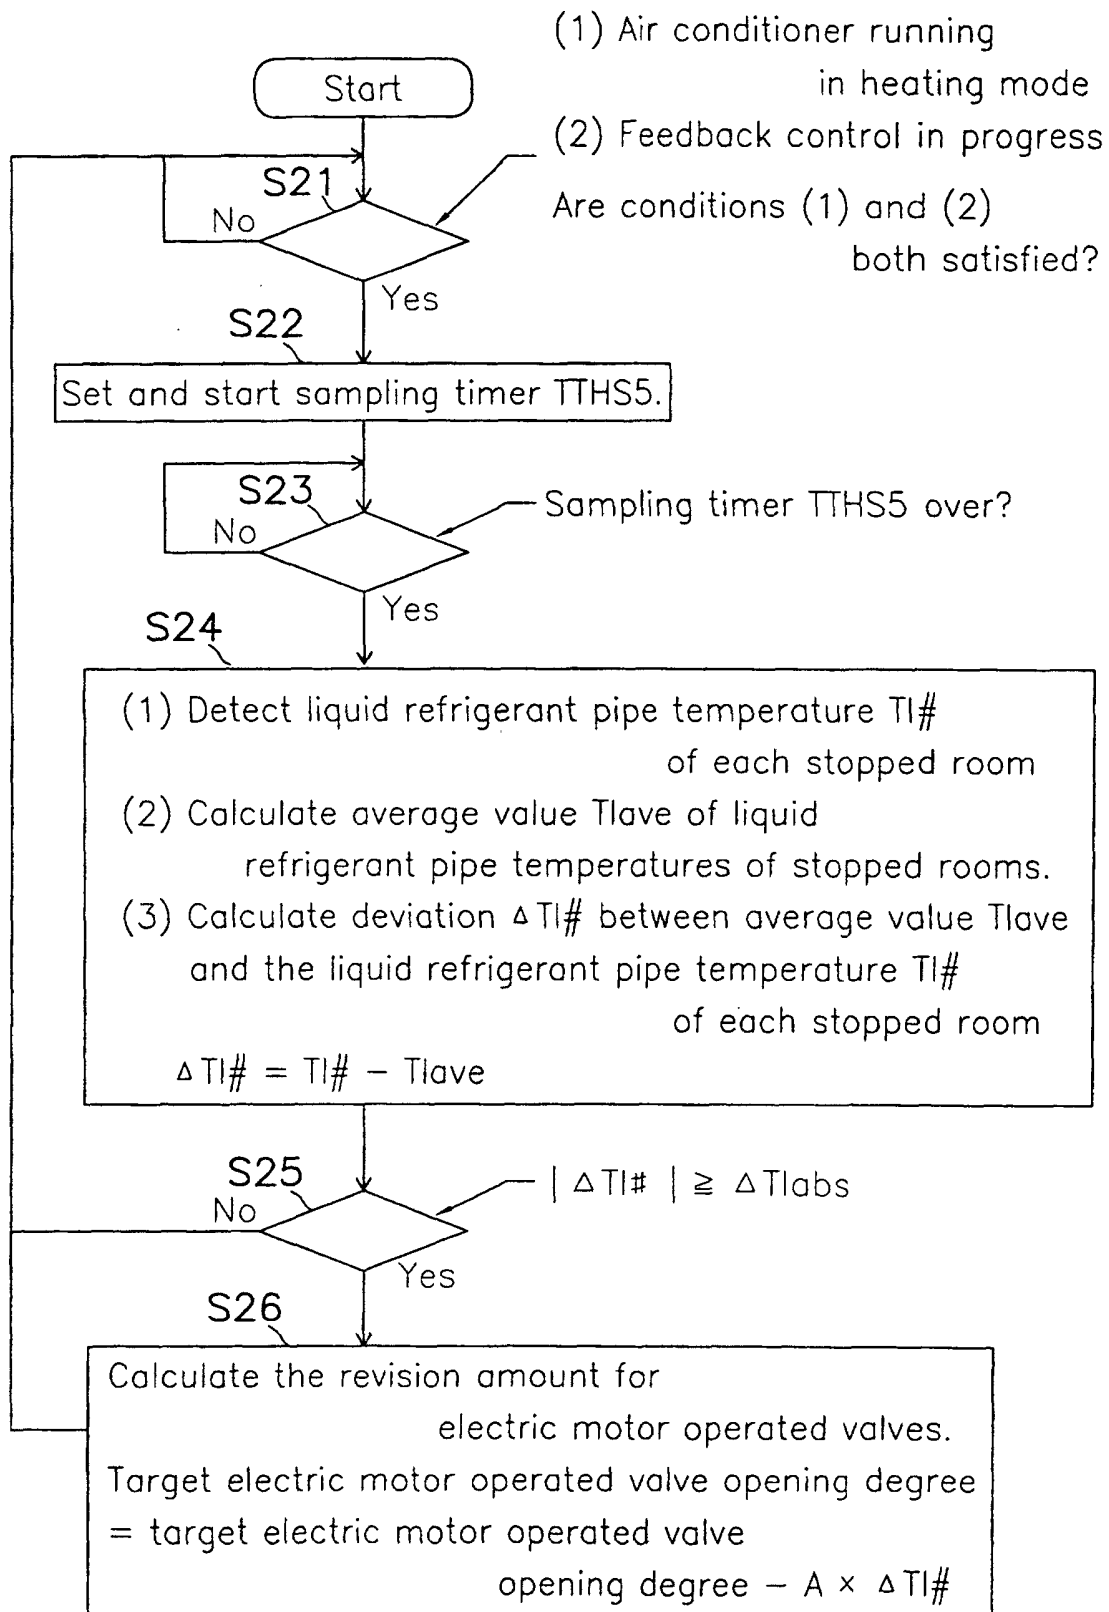 (1) Air conditioner running
in heating mode
Start
(2) Feedback control in progress
S21
No
Are conditions (1) and (2)
both satisfied?
Yes
S22
Set and start sampling timer TTHS5.
S23
No
Sampling timer TTHS5 over?
Yes
S24
(1) Detect liquid refrigerant pipe temperature Tl#
of each stopped room
(2) Calculate average value Tlave of liquid
refrigerant pipe temperatures of stopped rooms.
(3) Calculate deviation ΔTl# between average value Tlave
and the liquid refrigerant pipe temperature Tl#
of each stopped room
ΔTl# = Tl# − Tlave
S25
No
| ΔTl# | ≧ ΔTlabs
Yes
S26
Calculate the revision amount for
electric motor operated valves.
Target electric motor operated valve opening degree
= target electric motor operated valve
opening degree − A × ΔTl#